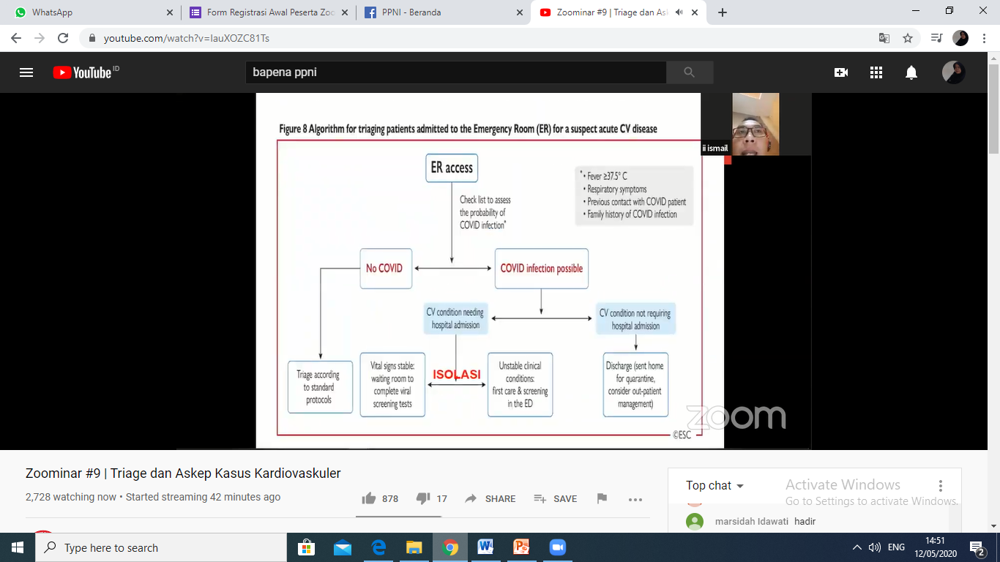 WhatsApp
Form Registrasi Awal Peserta Zoo
PPNI - Beranda
Zoominar #9 | Triage dan As
youtube.com/watch?v=IauXOZC81Ts
YouTube ID
bapena ppni
Figure 8 Algorithm for triaging patients admitted to the Emergency Room (ER) for a suspect acute CV disease
ii ismail
ER access
* • Fever ≥37.5° C
• Respiratory symptoms
• Previous contact with COVID patient
• Family history of COVID infection
Check list to assess
the probability of
COVID infection*
No COVID
COVID infection possible
CV condition needing
hospital admission
CV condition not requiring
hospital admission
Triage according
to standard
protocols
Vital signs stable:
waiting room to
complete viral
screening tests
ISOLASI
Unstable clinical
conditions:
first care & screening
in the ED
Discharge (sent home
for quarantine,
consider out-patient
management)
zoom
©ESC
Zoominar #9 | Triage dan Askep Kasus Kardiovaskuler
2,728 watching now • Started streaming 42 minutes ago
878
17
SHARE
SAVE
Top chat
Activate Windows
Go to Settings to activate Windows.
marsidah Idawati hadir
Type here to search
ENG
14:51
12/05/2020
2